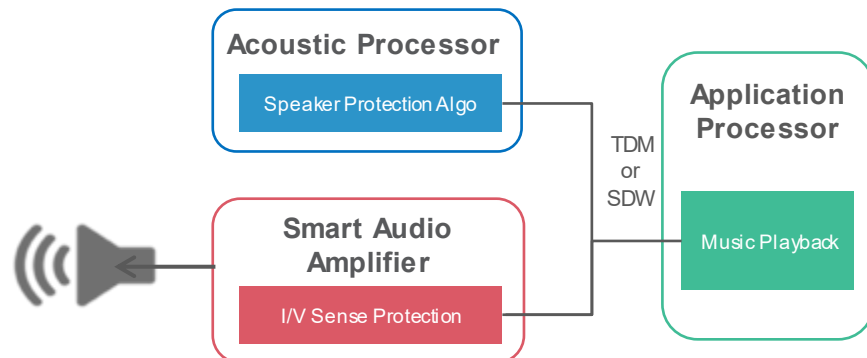 Acoustic Processor
Speaker Protection Algo
Application
Processor
TDM
or
SDW
Music Playback
Smart Audio
Amplifier
I/V Sense Protection